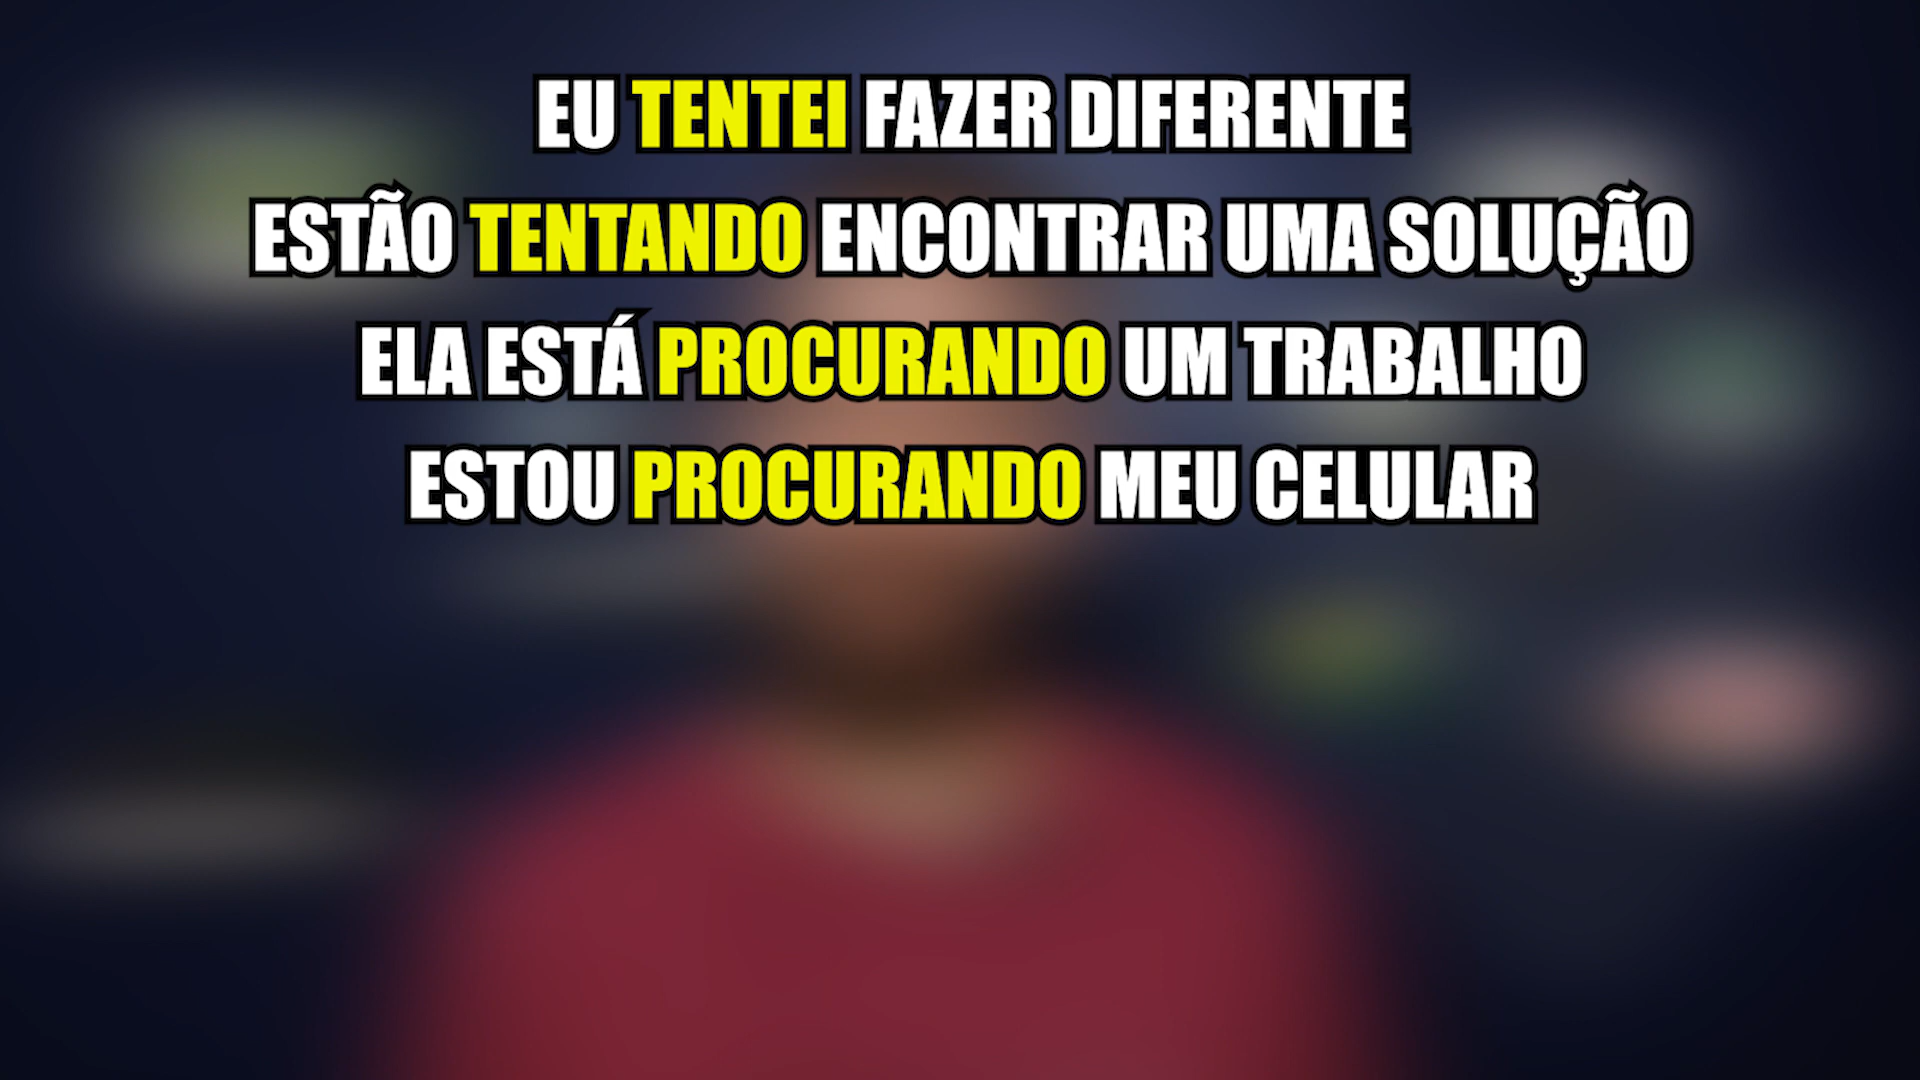 EU TENTEI FAZER DIFERENTE
ESTÃO TENTANDO ENCONTRAR UMA SOLUÇÃO
ELA ESTÁ PROCURANDO UM TRABALHO
ESTOU PROCURANDO MEU CELULAR